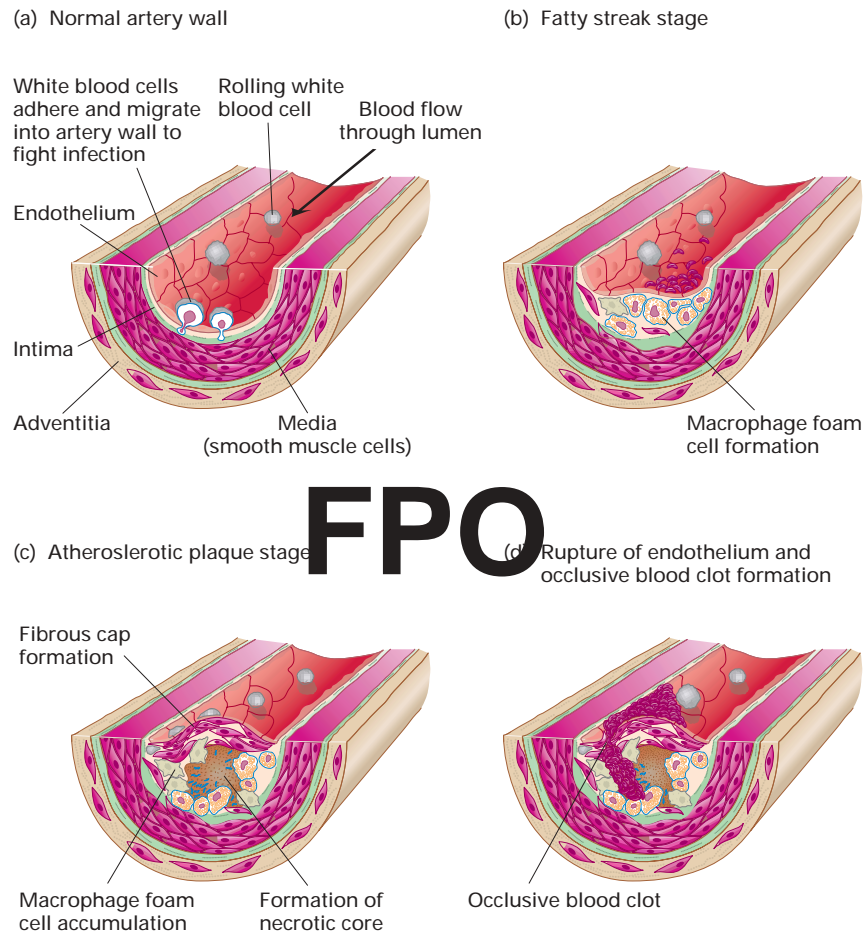 (a) Normal artery wall
White blood cells
adhere and migrate
into artery wall to
fight infection
Rolling white
blood cell
Blood flow
through lumen
Endothelium
Intima
Adventitia
Media
(smooth muscle cells)
(b) Fatty streak stage
Macrophage foam
cell formation
FPO
(c) Atheroslerotic plaque stage
Fibrous cap
formation
Macrophage foam
cell accumulation
Formation of
necrotic core
(d) Rupture of endothelium and
occlusive blood clot formation
Occlusive blood clot